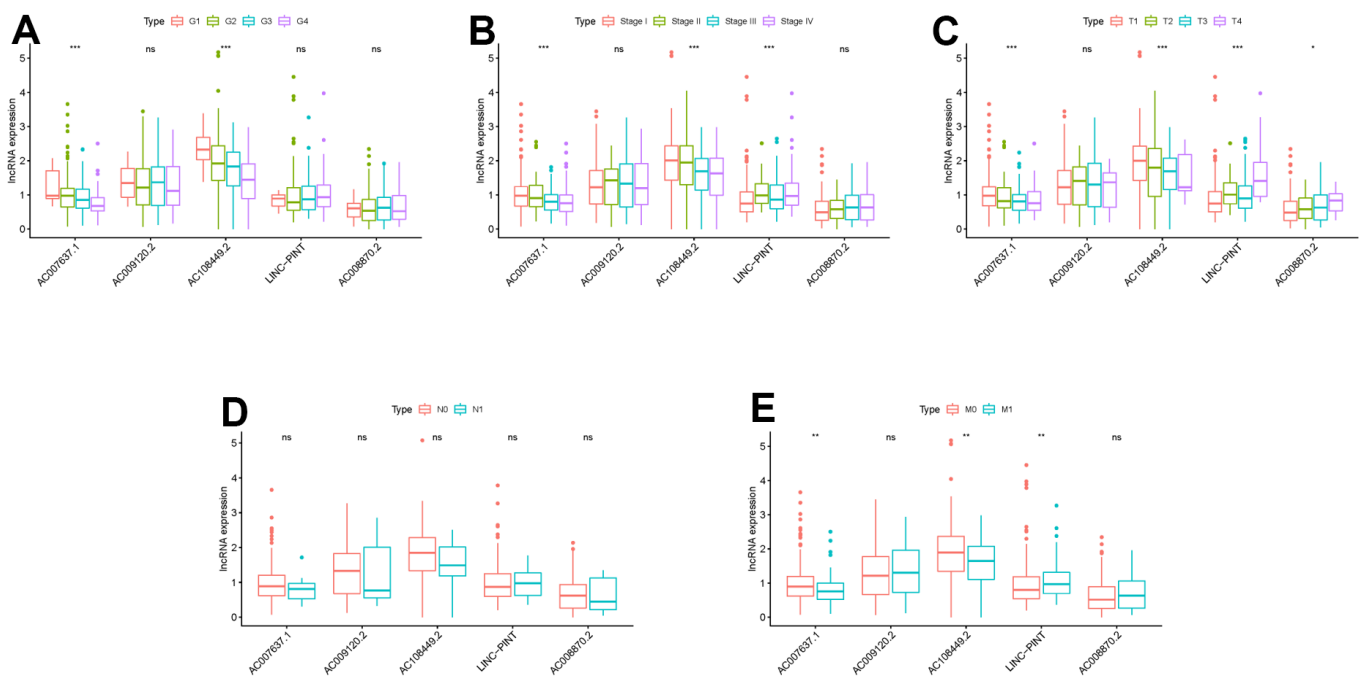 A
Type G1 G2 G3 G4
*** ns *** ns ns
lncRNA expression
5
4
3
2
1
0
AC007637.1
AC009120.2
AC108449.2
LINC−PINT
AC008870.2
B
Type Stage I Stage II Stage III Stage IV
*** ns *** *** ns
lncRNA expression
5
4
3
2
1
0
AC007637.1
AC009120.2
AC108449.2
LINC−PINT
AC008870.2
C
Type T1 T2 T3 T4
*** ns *** *** *
lncRNA expression
5
4
3
2
1
0
AC007637.1
AC009120.2
AC108449.2
LINC−PINT
AC008870.2
D
Type N0 N1
ns ns ns ns ns
lncRNA expression
5
4
3
2
1
0
AC007637.1
AC009120.2
AC108449.2
LINC−PINT
AC008870.2
E
Type M0 M1
** ns ** ** ns
lncRNA expression
5
4
3
2
1
0
AC007637.1
AC009120.2
AC108449.2
LINC−PINT
AC008870.2